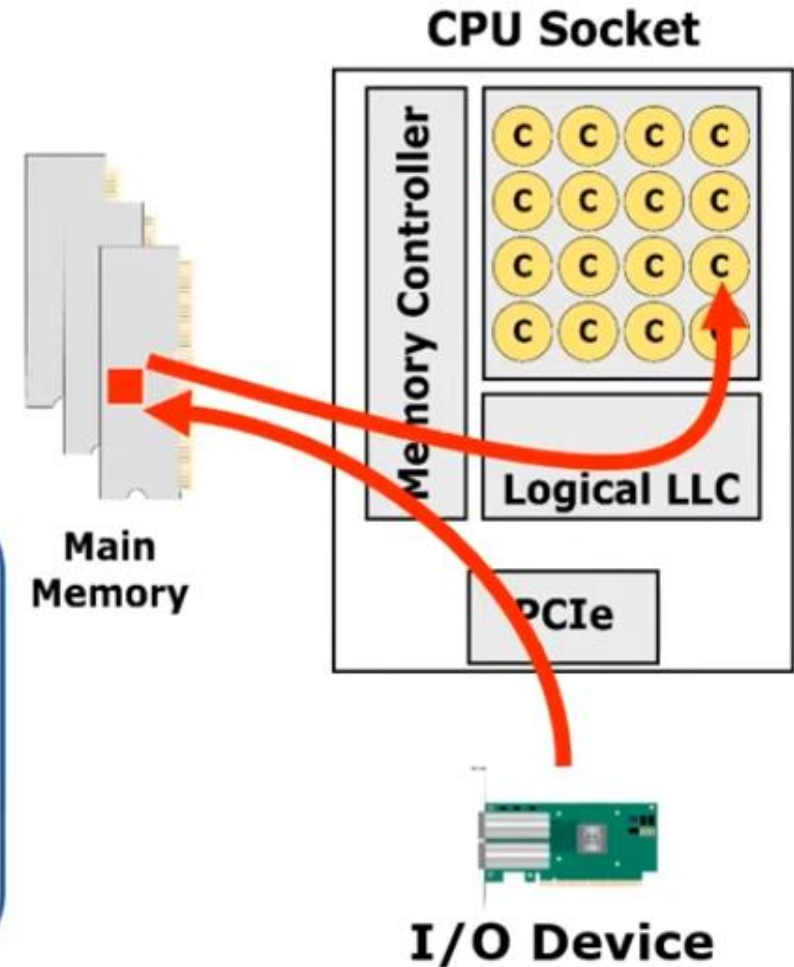 CPU Socket
Memory Controller
C C C C
C C C C
C C C C
C C C
Logical LLC
Main
Memory
PCIe
I/O Device